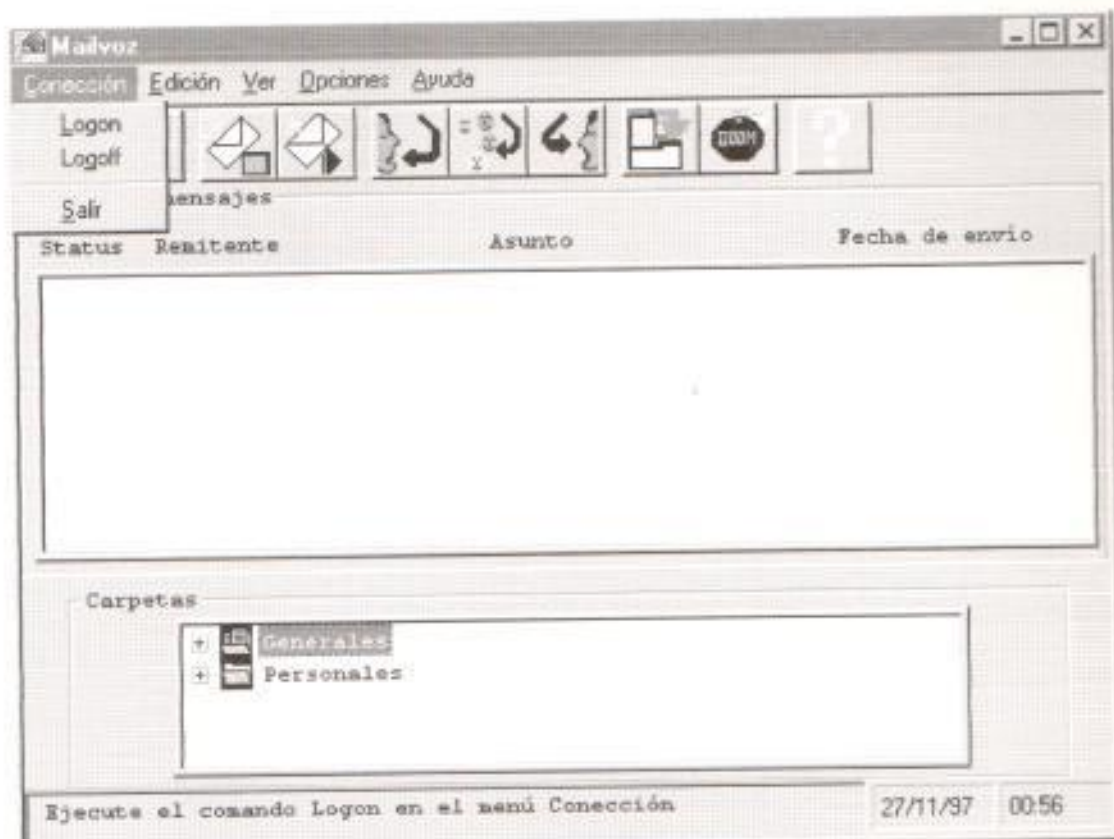 Mailvoz
Conección Edición Ver Opciones Ayuda
Logon
Logoff
Salir
mensajes
Status Remitente Asunto Fecha de envio
Carpetas
Generales
Personales
Ejecute el comando Logon en el menú Conección 27/11/97 00:56